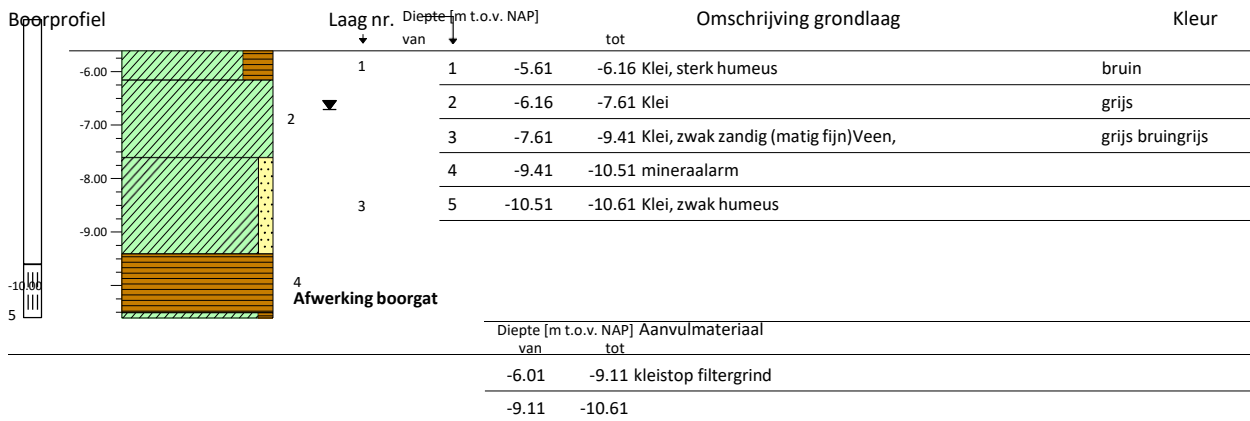 Boorprofiel Laag nr. Diepte [m t.o.v. NAP] Omschrijving grondlaag Kleur
van tot
1 -5.61 -6.16 Klei, sterk humeus bruin
2 -6.16 -7.61 Klei grijs
3 -7.61 -9.41 Klei, zwak zandig (matig fijn)Veen, grijs bruingrijs
4 -9.41 -10.51 mineraalarm
5 -10.51 -10.61 Klei, zwak humeus
-6.00
1
2
-7.00
-8.00
3
-9.00
4
-10.00
5
Afwerking boorgat
Diepte [m t.o.v. NAP] Aanvulmateriaal
van tot
-6.01 -9.11 kleistop filtergrind
-9.11 -10.61